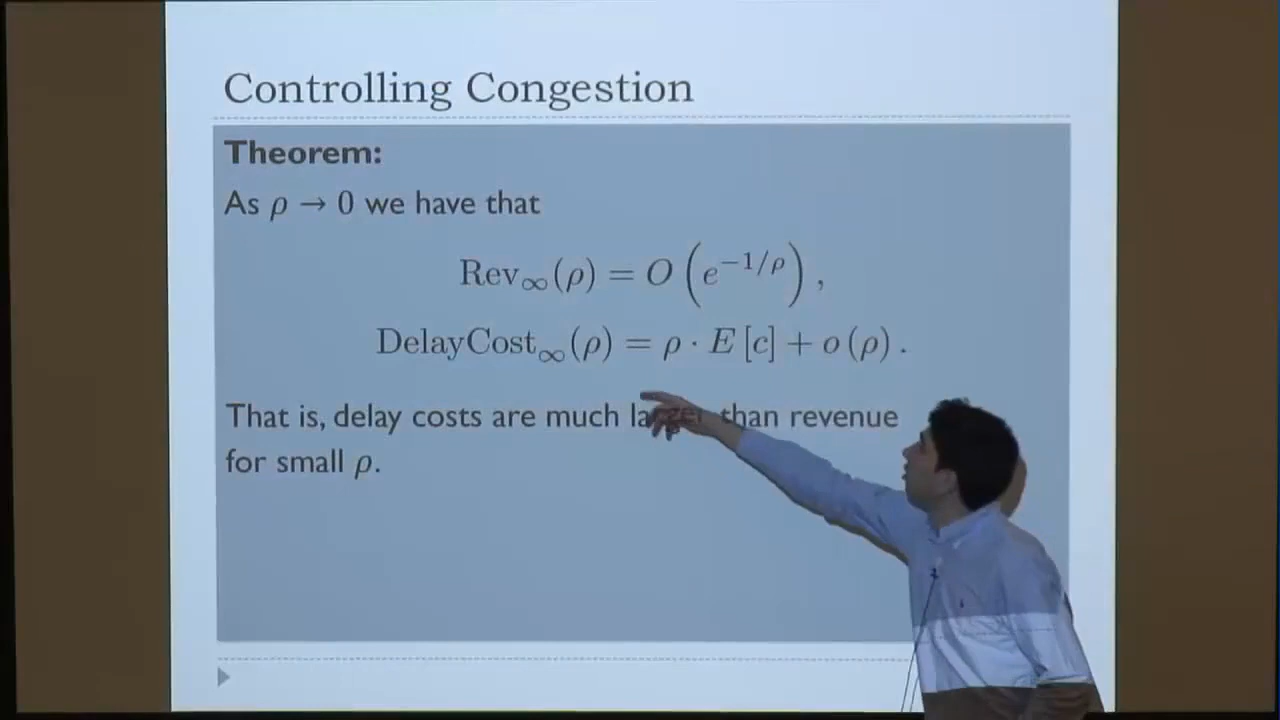 Controlling Congestion
Theorem:
As ρ → 0 we have that
Rev∞(ρ) = O(e^{-1/ρ}),
DelayCost∞(ρ) = ρ · E[c] + o(ρ).
That is, delay costs are much larger than revenue
for small ρ.